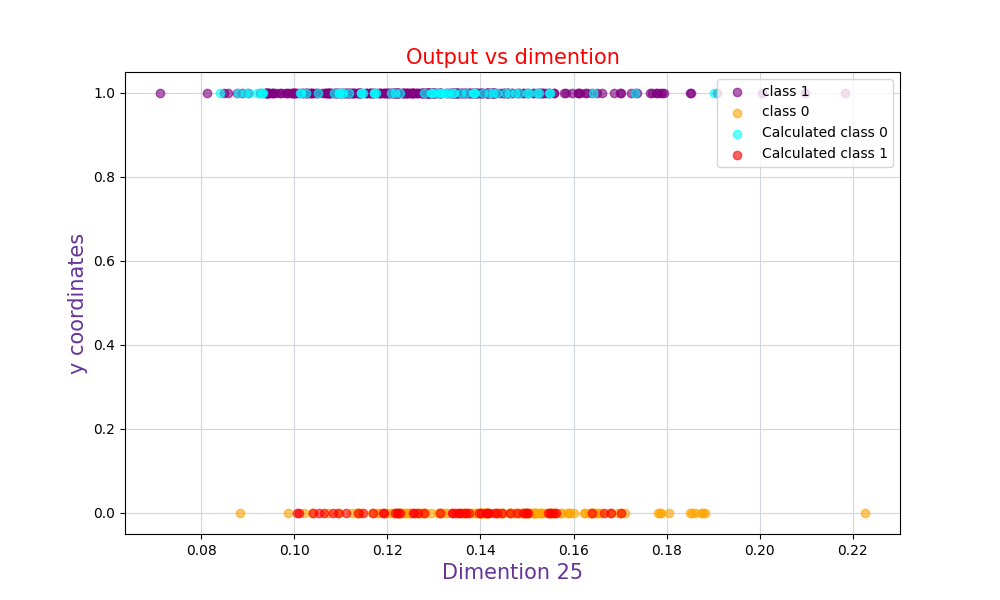 Output vs dimention
class 1
class 0
Calculated class 0
Calculated class 1
y coordinates
1.0
0.8
0.6
0.4
0.2
0.0
0.08 0.10 0.12 0.14 0.16 0.18 0.20 0.22
Dimention 25